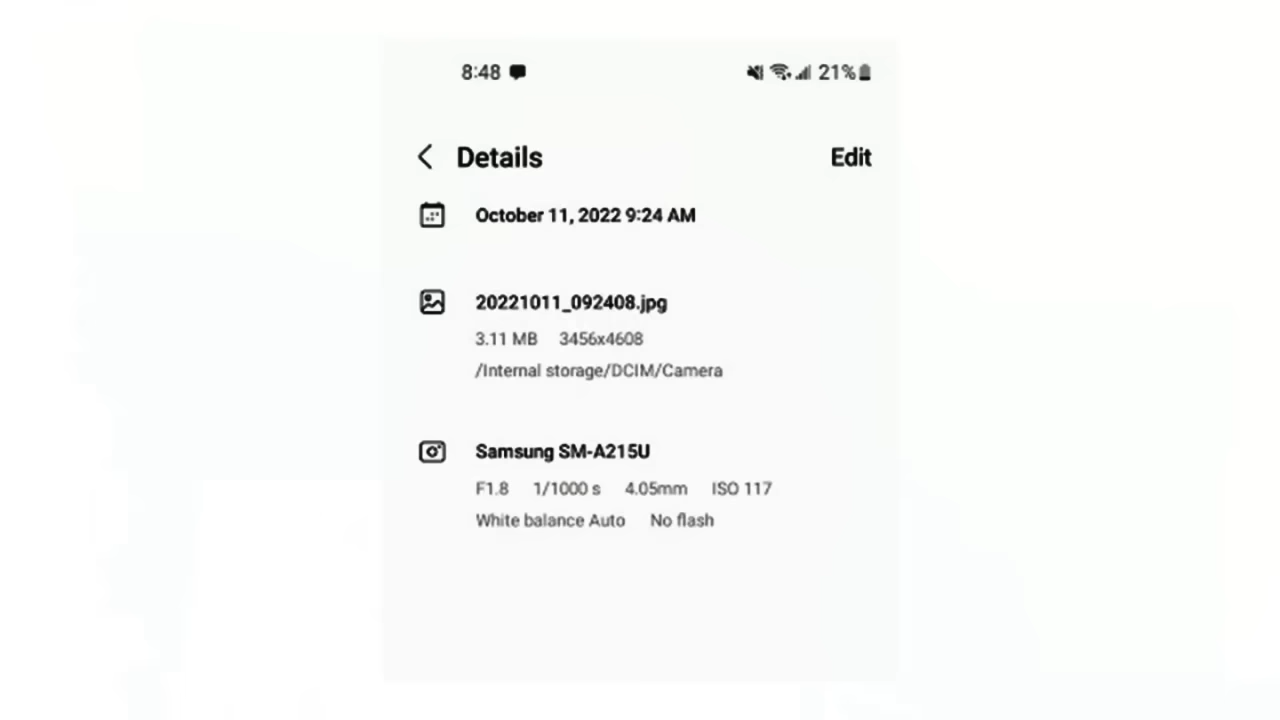 8:48 21%
Details Edit
October 11, 2022 9:24 AM
20221011_092408.jpg
3.11 MB 3456x4608
/Internal storage/DCIM/Camera
Samsung SM-A215U
F1.8 1/1000 s 4.05mm ISO 117
White balance Auto No flash